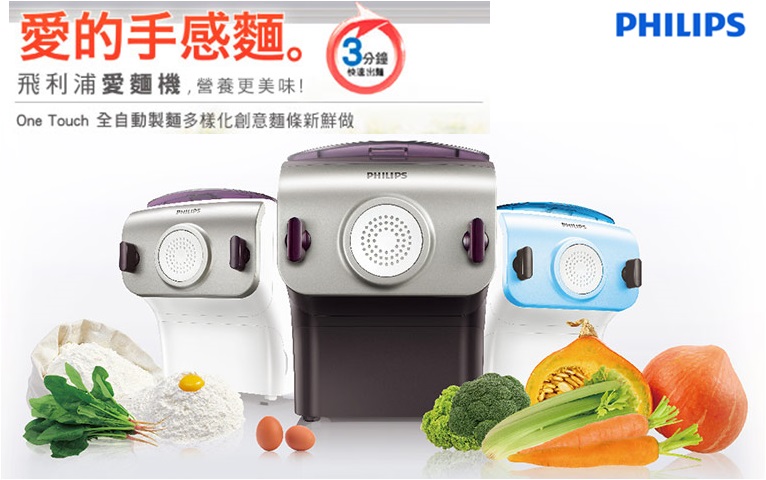 愛的手感麵。
3分鐘
快速出麵
PHILIPS
飛利浦愛麵機,營養更美味!
One Touch 全自動製麵多樣化創意麵條新鮮做
PHILIPS
PHILIPS
PHILIPS